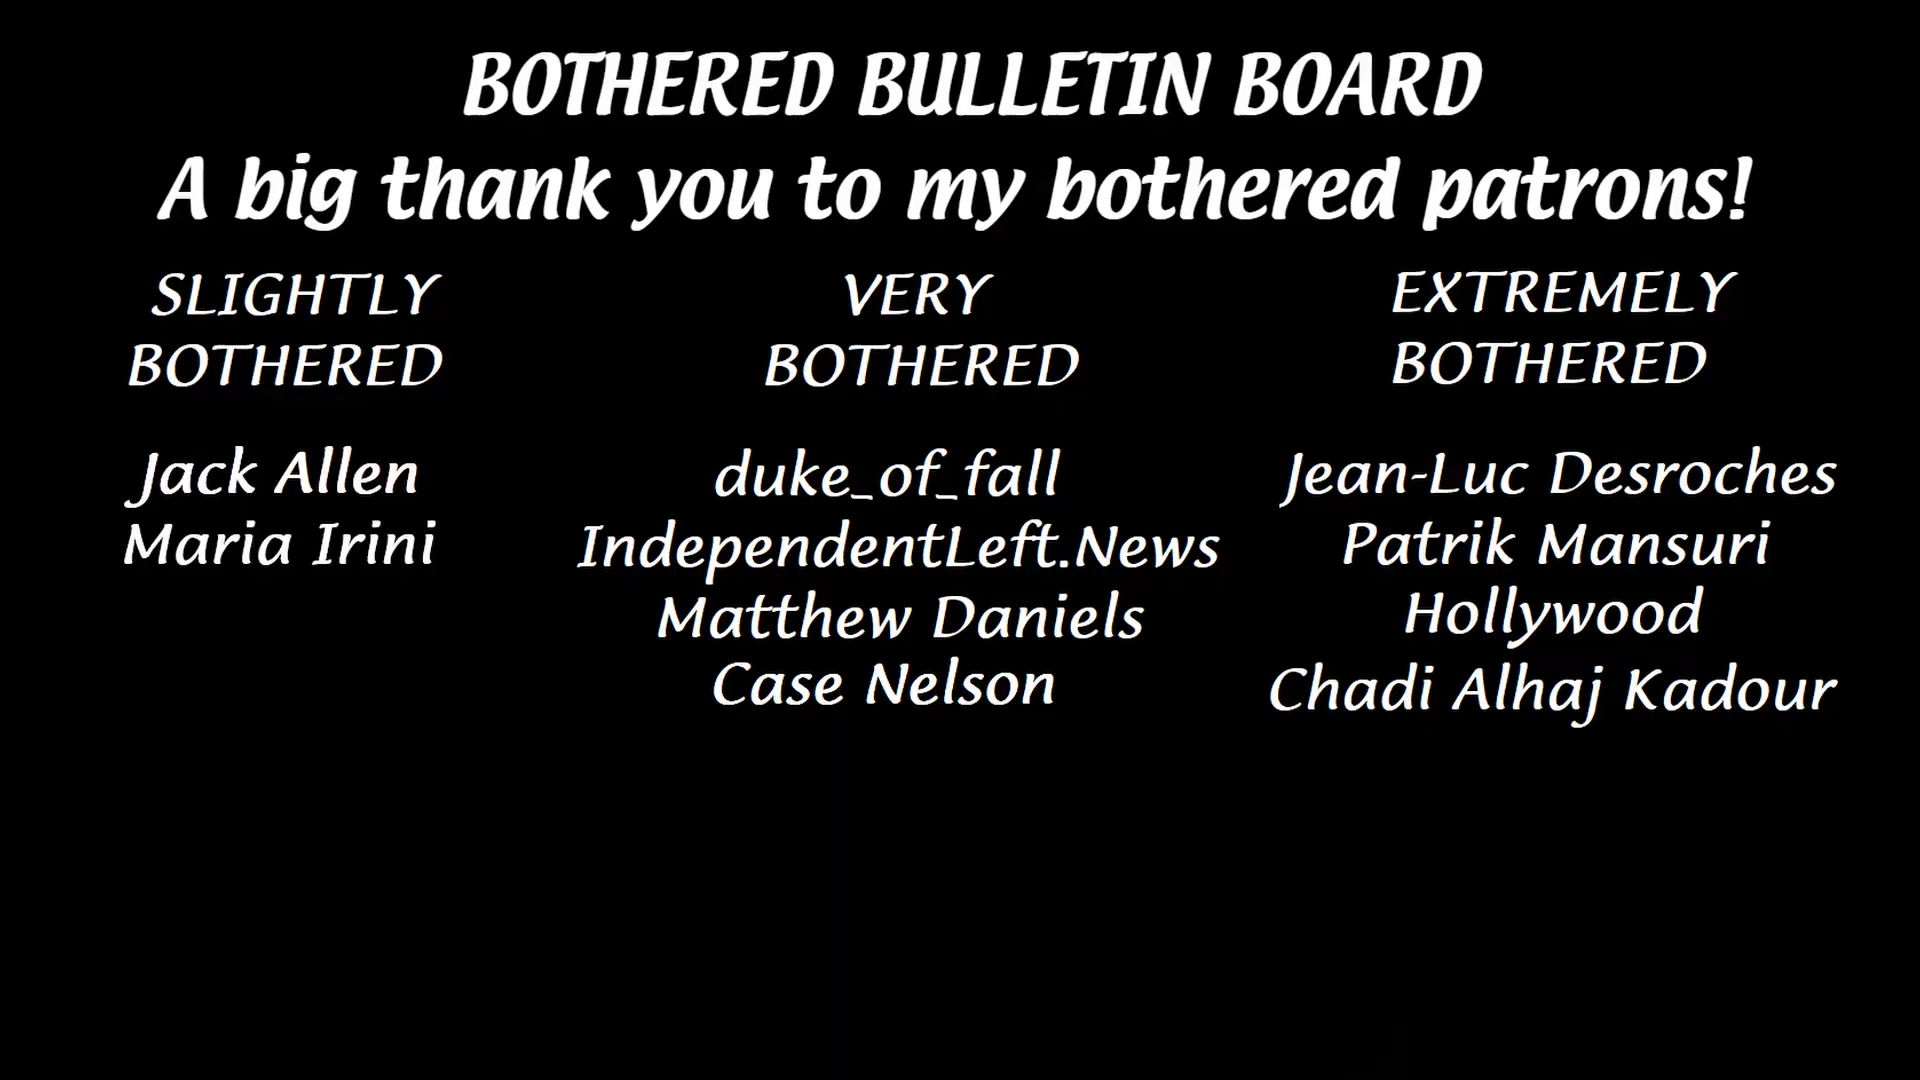 BOTHERED BULLETIN BOARD
A big thank you to my bothered patrons!
SLIGHTLY
BOTHERED
Jack Allen
Maria Irini
VERY
BOTHERED
duke_of_fall
IndependentLeft.News
Matthew Daniels
Case Nelson
EXTREMELY
BOTHERED
Jean-Luc Desroches
Patrik Mansuri
Hollywood
Chadi Alhaj Kadour